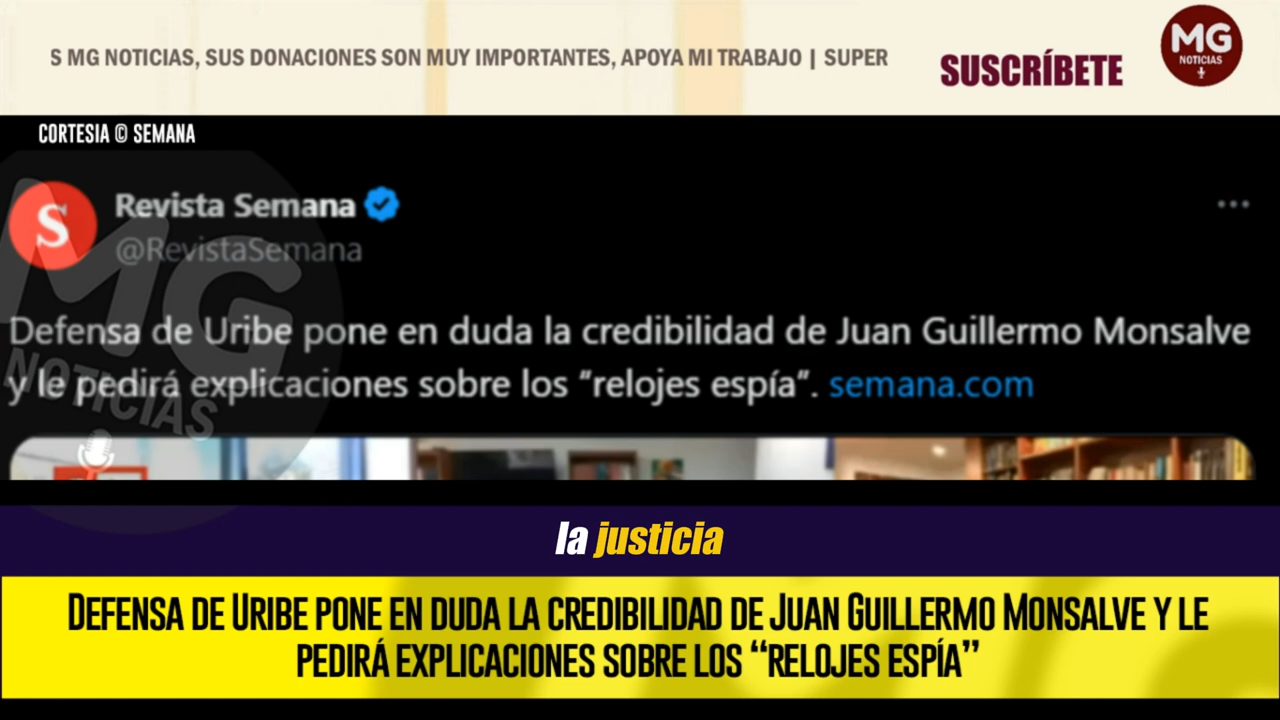 S MG NOTICIAS, SUS DONACIONES SON MUY IMPORTANTES, APOYA MI TRABAJO | SUPER
SUSCRÍBETE
MG
NOTICIAS
CORTESIA © SEMANA
S
Revista Semana
@RevistaSemana
MG
NOTICIAS
Defensa de Uribe pone en duda la credibilidad de Juan Guillermo Monsalve
y le pedirá explicaciones sobre los “relojes espía”. semana.com
la justicia
DEFENSA DE URIBE PONE EN DUDA LA CREDIBILIDAD DE JUAN GUILLERMO MONSALVE Y LE
PEDIRÁ EXPLICACIONES SOBRE LOS “RELOJES ESPÍA”